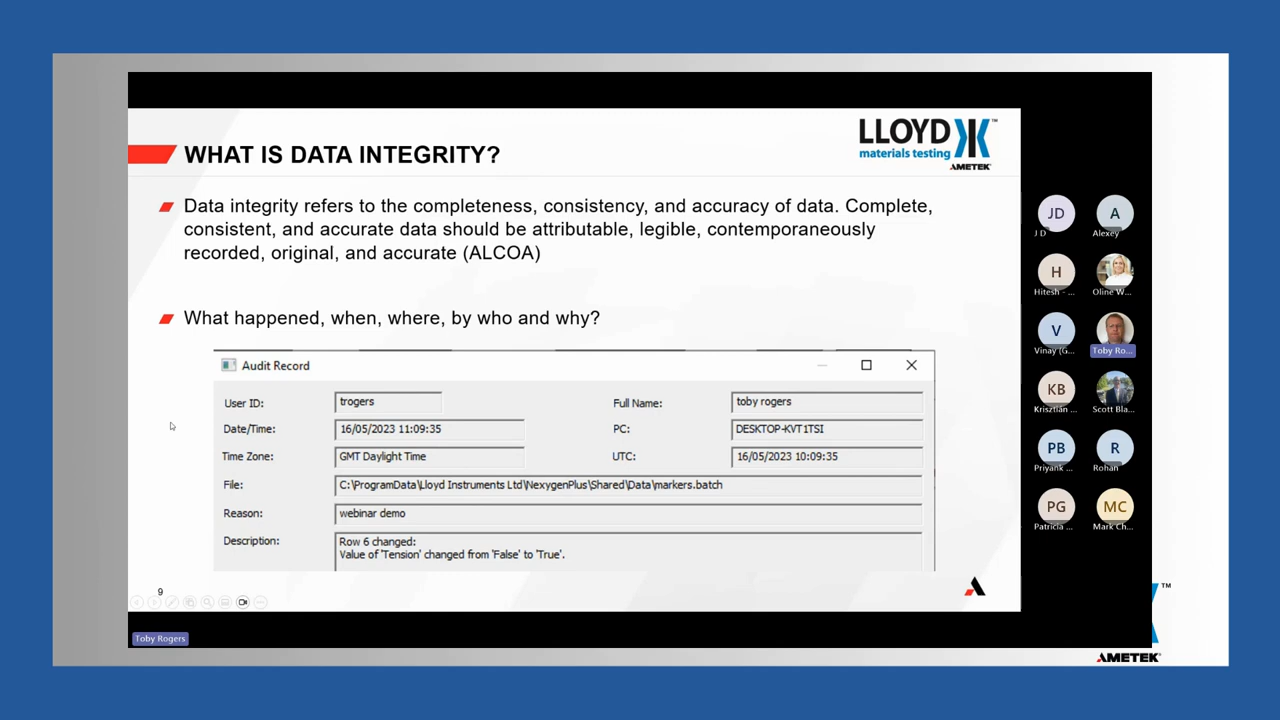 WHAT IS DATA INTEGRITY?
LLOYD
materials testing
AMETEK
Data integrity refers to the completeness, consistency, and accuracy of data. Complete,
consistent, and accurate data should be attributable, legible, contemporaneously
recorded, original, and accurate (ALCOA)
What happened, when, where, by who and why?
Audit Record
User ID: trogers Full Name: toby rogers
Date/Time: 16/05/2023 11:09:35 PC: DESKTOP-KVT1TSI
Time Zone: GMT Daylight Time UTC: 16/05/2023 10:09:35
File: C:\ProgramData\Lloyd Instruments Ltd\NexygenPlus\Shared\Data\markers.batch
Reason: webinar demo
Description: Row 6 changed:
Value of 'Tension' changed from 'False' to 'True'.
9
Toby Rogers
JD A
J D Alexey
H
Hitesh - ... Oline W...
V
Vinay (G... Toby Ro...
KB
Krisztián ... Scott Bla...
PB R
Priyank ... Rohan
PG MC
Patricia ... Mark Ch...
TM
AMETEK